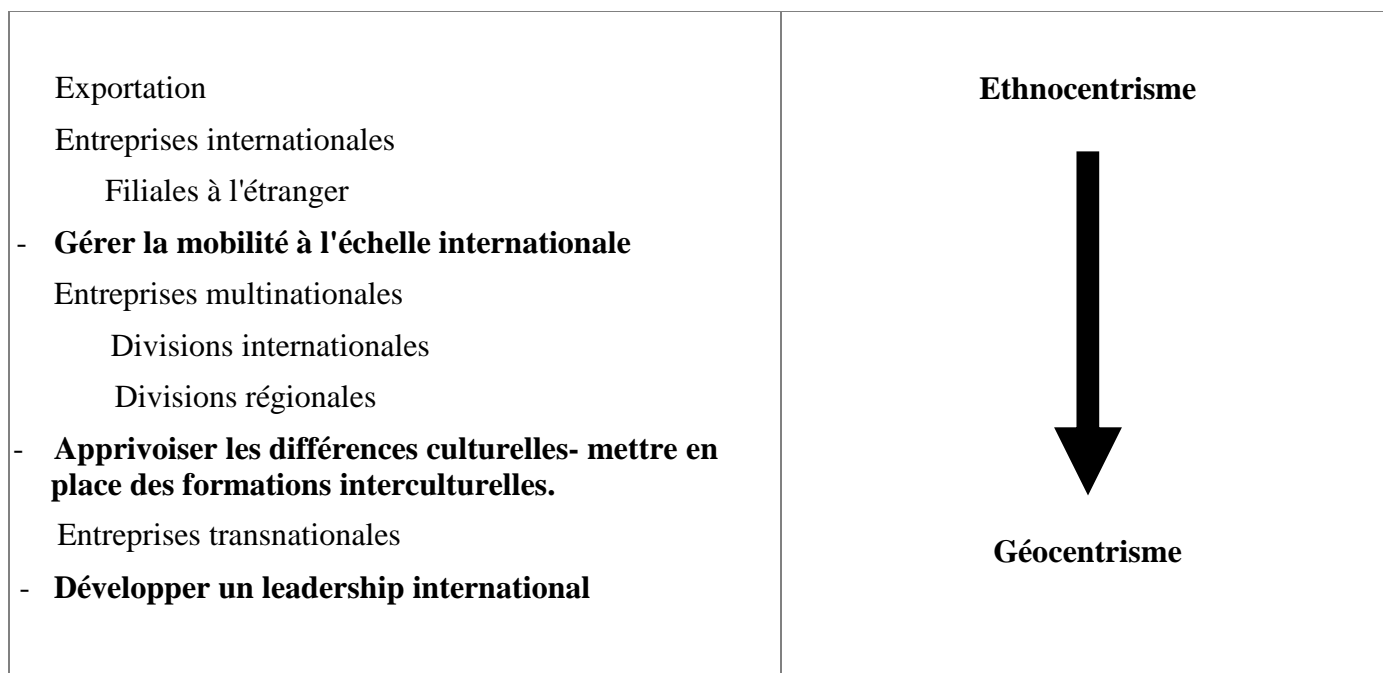 Exportation
Entreprises internationales
Filiales à l'étranger
- Gérer la mobilité à l'échelle internationale
Entreprises multinationales
Divisions internationales
Divisions régionales
- Apprivoiser les différences culturelles- mettre en
place des formations interculturelles.
Entreprises transnationales
- Développer un leadership international
Ethnocentrisme
Géocentrisme